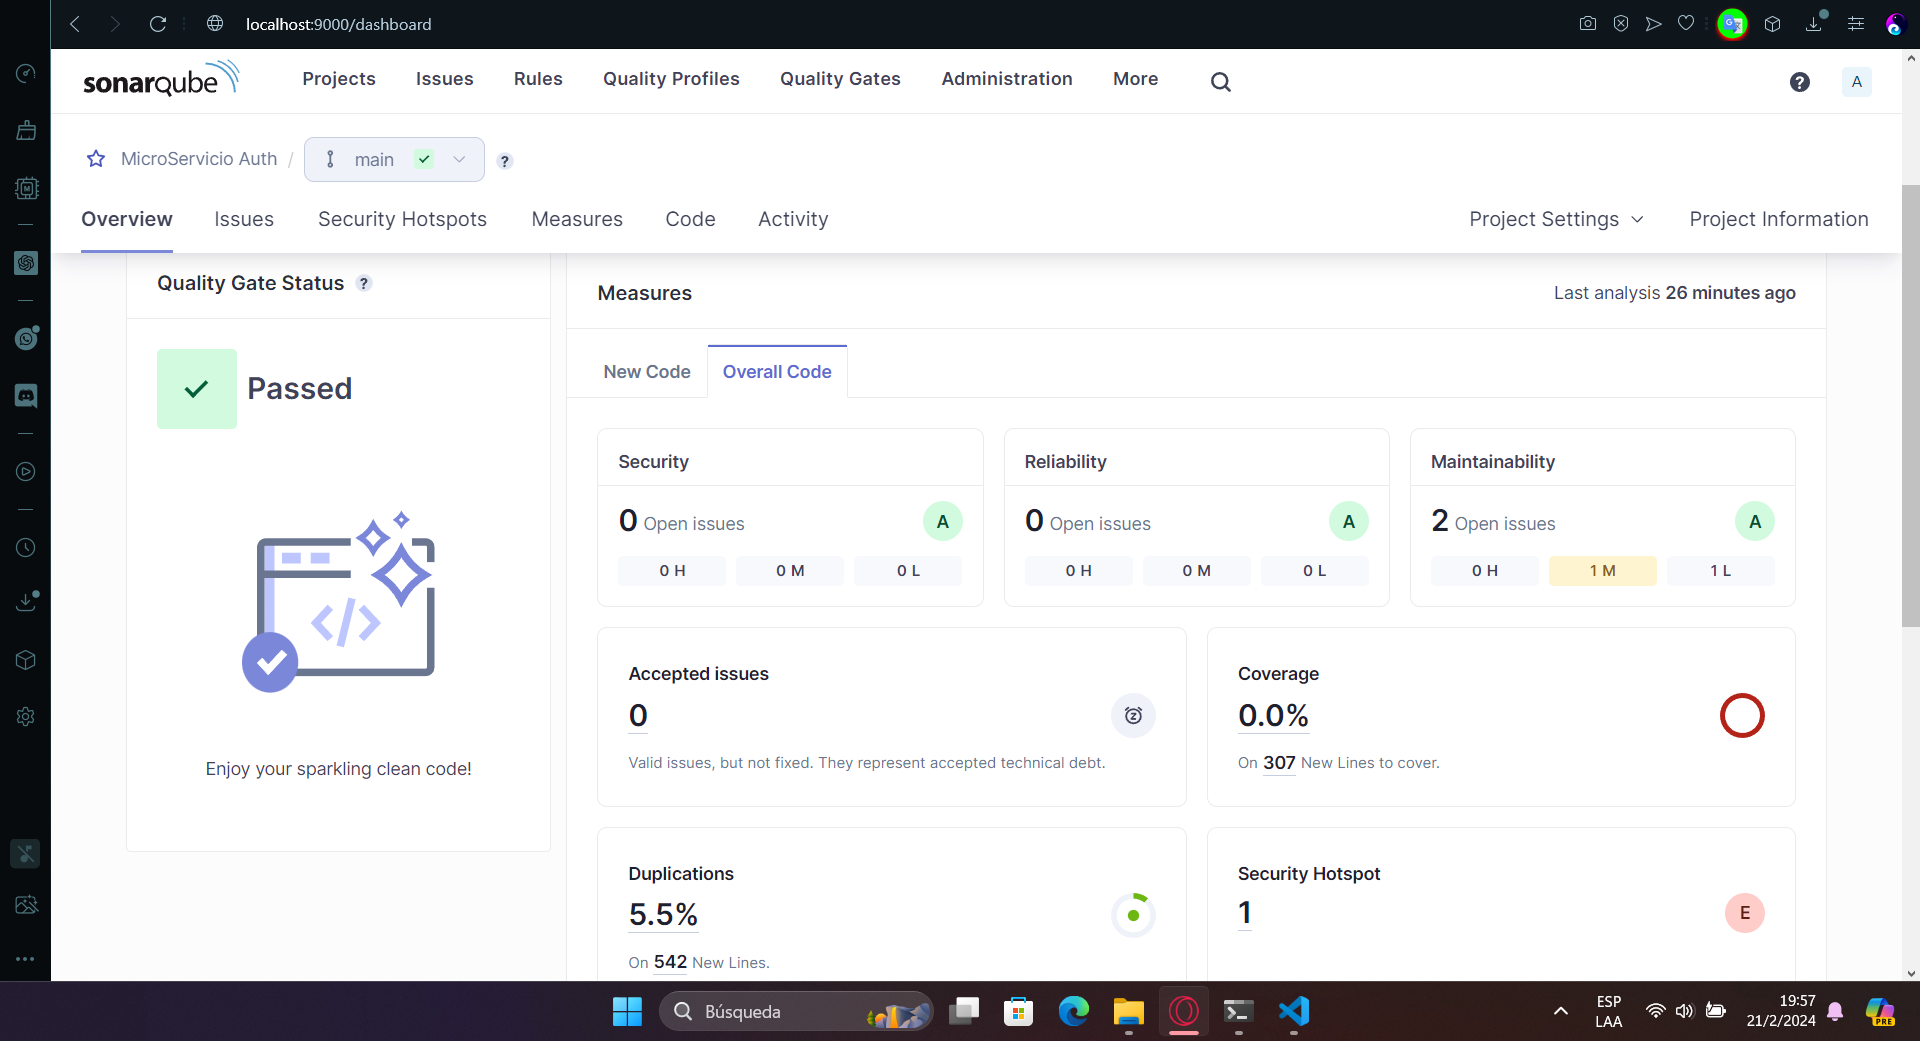 localhost:9000/dashboard
sonarqube Projects Issues Rules Quality Profiles Quality Gates Administration More ? A
MicroServicio Auth / main ?
Overview Issues Security Hotspots Measures Code Activity Project Settings Project Information
Quality Gate Status ?
Passed
Enjoy your sparkling clean code!
Measures Last analysis 26 minutes ago
New Code Overall Code
Security
0 Open issues A
0 H 0 M 0 L
Reliability
0 Open issues A
0 H 0 M 0 L
Maintainability
2 Open issues A
0 H 1 M 1 L
Accepted issues
0
Valid issues, but not fixed. They represent accepted technical debt.
Coverage
0.0%
On 307 New Lines to cover.
Duplications
5.5%
On 542 New Lines.
Security Hotspot
1 E
Búsqueda
ESP
LAA
19:57
21/2/2024
PRE